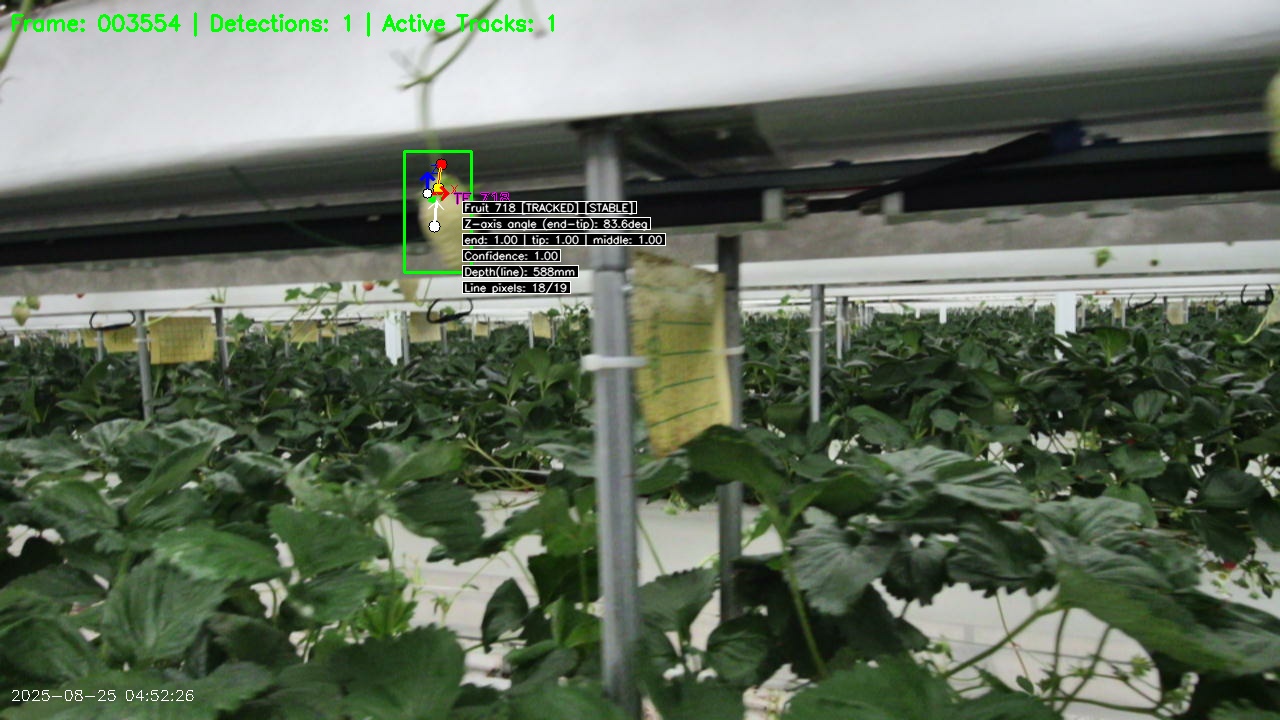 Frame: 003554 | Detections: 1 | Active Tracks: 1
TF_718
Fruit 718 [TRACKED] [STABLE]
Z-axis angle (end-tip): 83.6deg
end: 1.00 | tip: 1.00 | middle: 1.00
Confidence: 1.00
Depth(line): 588mm
Line pixels: 18/19
2025-08-25 04:52:26